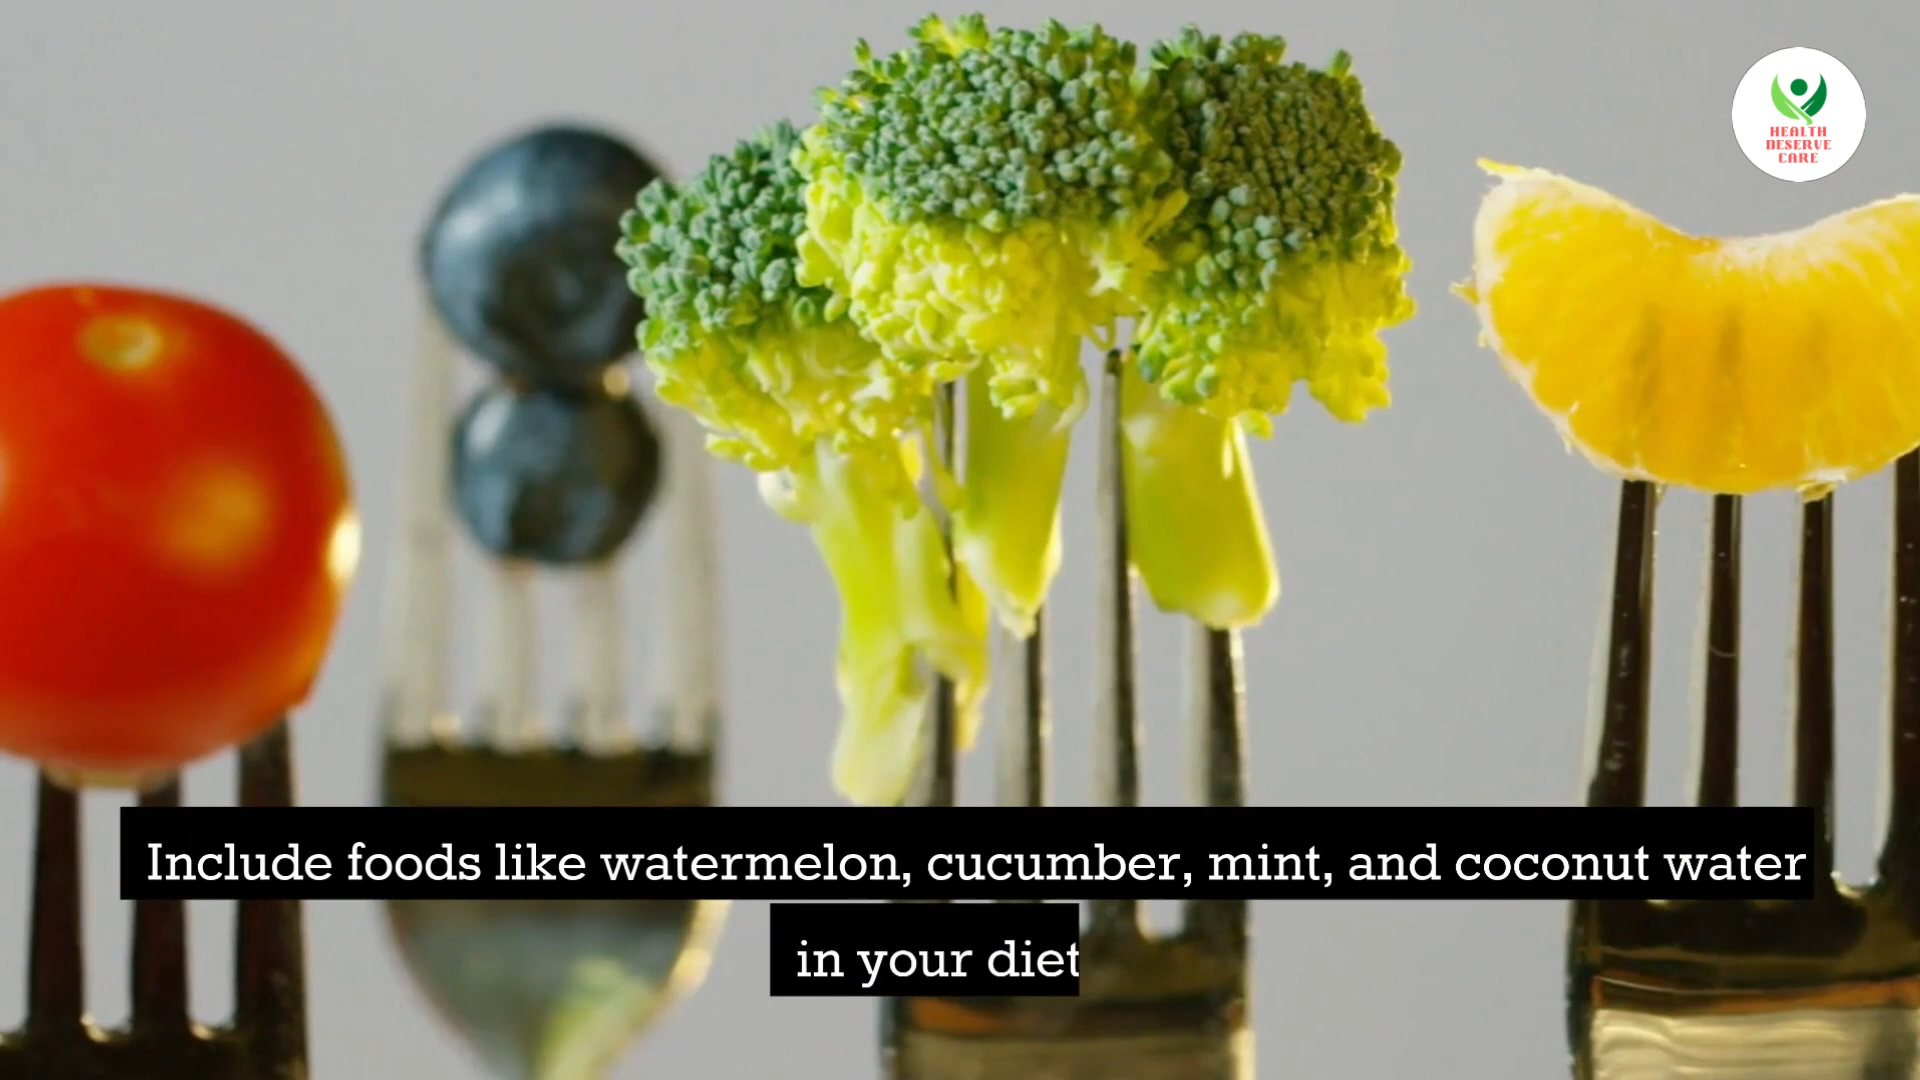 HEALTH
DESERVE
CARE
Include foods like watermelon, cucumber, mint, and coconut water
in your diet